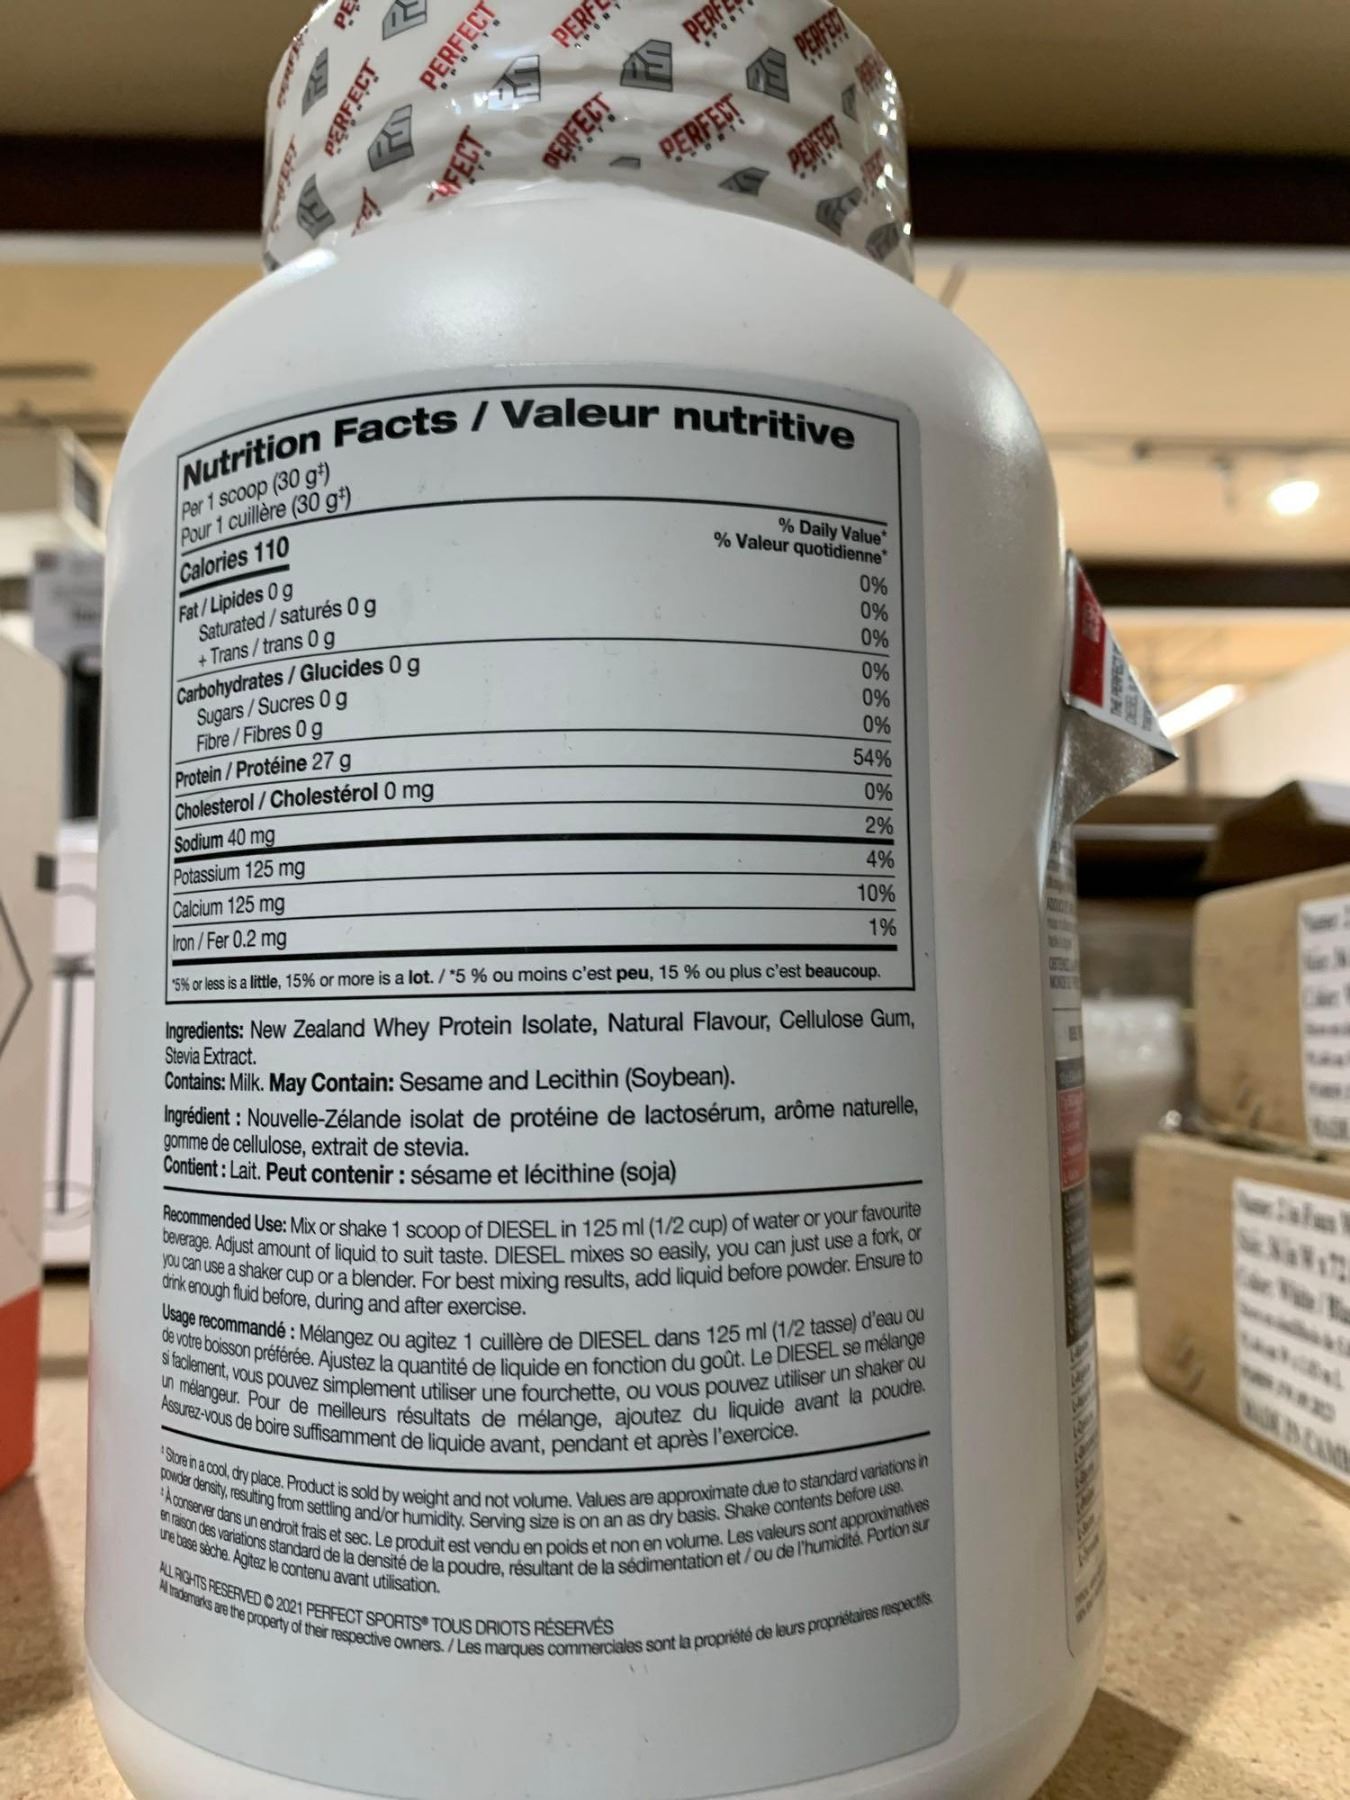 PERFECT
SPORTS
Nutrition Facts / Valeur nutritive
Per 1 scoop (30 g‡)
Pour 1 cuillère (30 g‡)
Calories 110
% Daily Value*
% Valeur quotidienne*
Fat / Lipides 0 g 0%
Saturated / saturés 0 g 0%
+ Trans / trans 0 g 0%
Carbohydrates / Glucides 0 g 0%
Sugars / Sucres 0 g 0%
Fibre / Fibres 0 g 0%
Protein / Protéine 27 g 54%
Cholesterol / Cholestérol 0 mg 0%
Sodium 40 mg 2%
Potassium 125 mg 4%
Calcium 125 mg 10%
Iron / Fer 0.2 mg 1%
*5% or less is a little, 15% or more is a lot. / *5 % ou moins c'est peu, 15 % ou plus c'est beaucoup.
Ingredients: New Zealand Whey Protein Isolate, Natural Flavour, Cellulose Gum,
Stevia Extract.
Contains: Milk. May Contain: Sesame and Lecithin (Soybean).
Ingrédient : Nouvelle-Zélande isolat de protéine de lactosérum, arôme naturelle,
gomme de cellulose, extrait de stevia.
Contient : Lait. Peut contenir : sésame et lécithine (soja)
Recommended Use: Mix or shake 1 scoop of DIESEL in 125 ml (1/2 cup) of water or your favourite
beverage. Adjust amount of liquid to suit taste. DIESEL mixes so easily, you can just use a fork, or
you can use a shaker cup or a blender. For best mixing results, add liquid before powder. Ensure to
drink enough fluid before, during and after exercise.
Usage recommandé : Mélangez ou agitez 1 cuillère de DIESEL dans 125 ml (1/2 tasse) d'eau ou
de votre boisson préférée. Ajustez la quantité de liquide en fonction du goût. Le DIESEL se mélange
si facilement, vous pouvez simplement utiliser une fourchette, ou vous pouvez utiliser un shaker ou
un mélangeur. Pour de meilleurs résultats de mélange, ajoutez du liquide avant la poudre.
Assurez-vous de boire suffisamment de liquide avant, pendant et après l'exercice.
‡ Store in a cool, dry place. Product is sold by weight and not volume. Values are approximate due to standard variations in
powder density, resulting from settling and/or humidity. Serving size is on an as dry basis. Shake contents before use.
‡ À conserver dans un endroit frais et sec. Le produit est vendu en poids et non en volume. Les valeurs sont approximatives
en raison des variations standard de la densité de la poudre, résultant de la sédimentation et / ou de l'humidité. Portion sur
une base sèche. Agitez le contenu avant utilisation.
ALL RIGHTS RESERVED © 2021 PERFECT SPORTS® TOUS DRIOTS RÉSERVÉS
All trademarks are the property of their respective owners. / Les marques commerciales sont la propriété de leurs propriétaires respectifs.